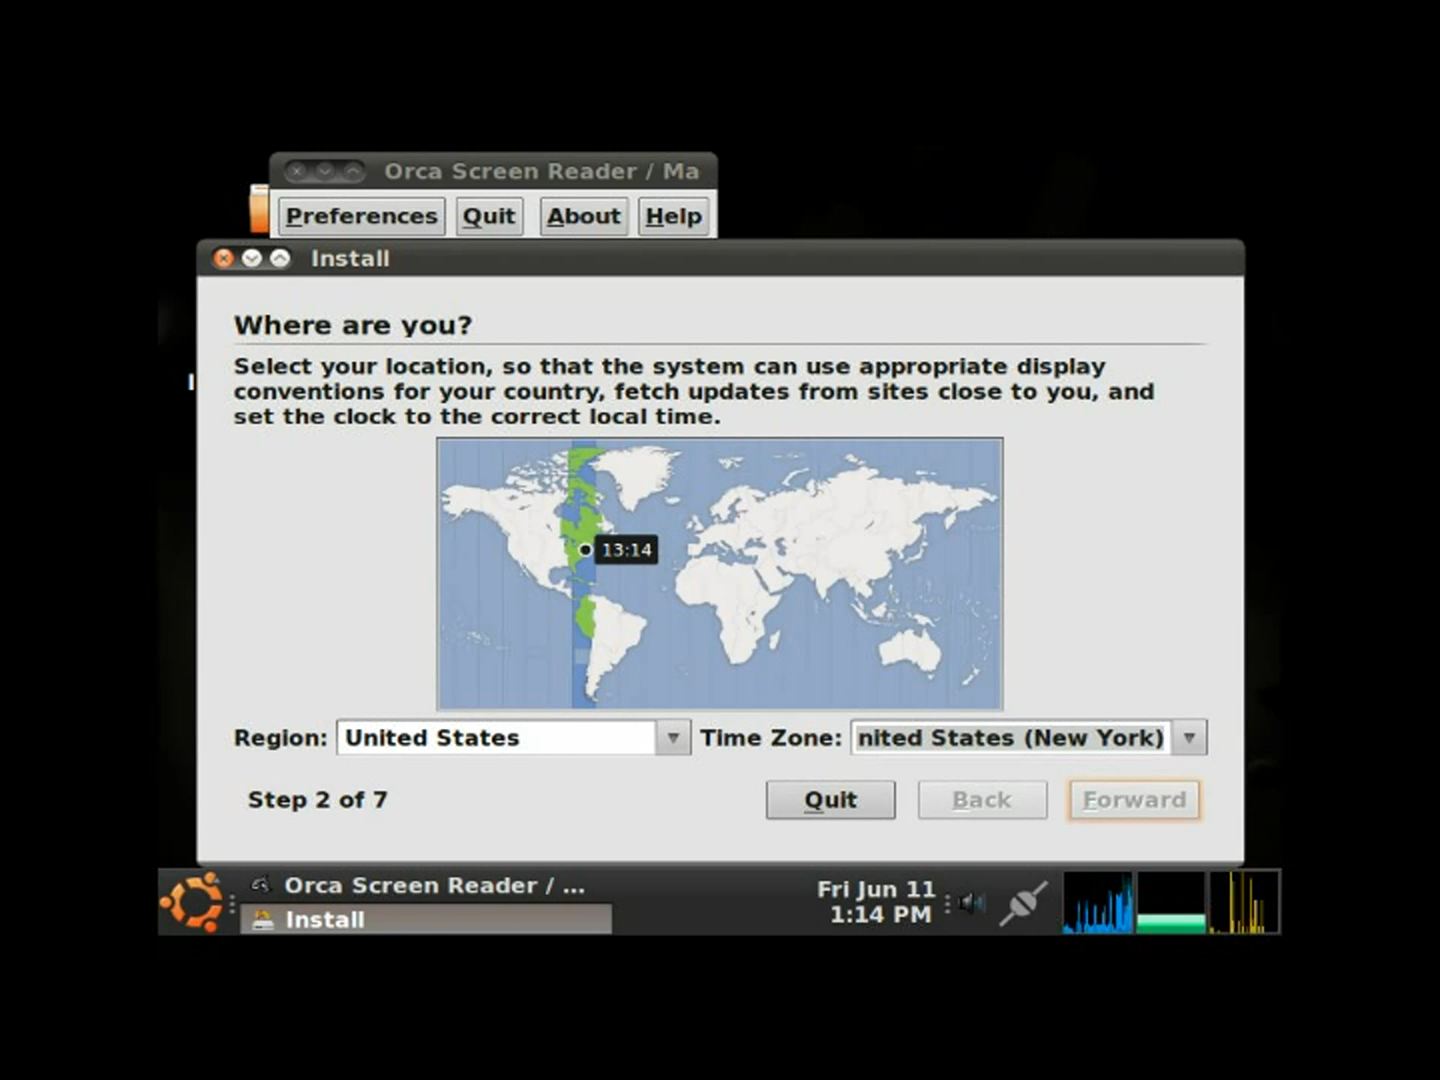 Orca Screen Reader / Ma
Preferences Quit About Help
Install
Where are you?
Select your location, so that the system can use appropriate display
conventions for your country, fetch updates from sites close to you, and
set the clock to the correct local time.
13:14
Region: United States Time Zone: nited States (New York)
Step 2 of 7 Quit Back Forward
Orca Screen Reader / ...
Install
Fri Jun 11
1:14 PM